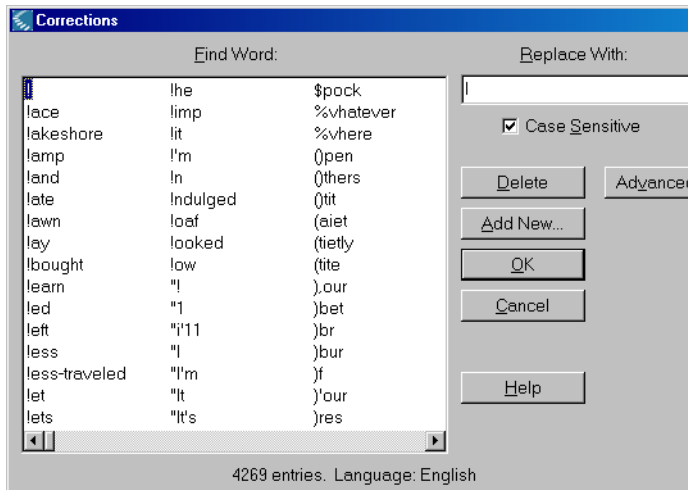 Corrections
Find Word:
Replace With:
! !he $pock
!ace !imp %vhatever
!akeshore !it %vhere
!amp !'m ()pen
!and !n ()thers
!ate !ndulged ()tit
!awn !oaf (aiet
!ay !ooked (tietly
!bought !ow (tite
!earn "! ),our
!ed "1 )bet
!eft "i'11 )br
!ess "I )bur
!ess-traveled "I'm )f
!et "It )'our
!ets "It's )res
I
Case Sensitive
Delete
Advanced
Add New...
OK
Cancel
Help
4269 entries. Language: English